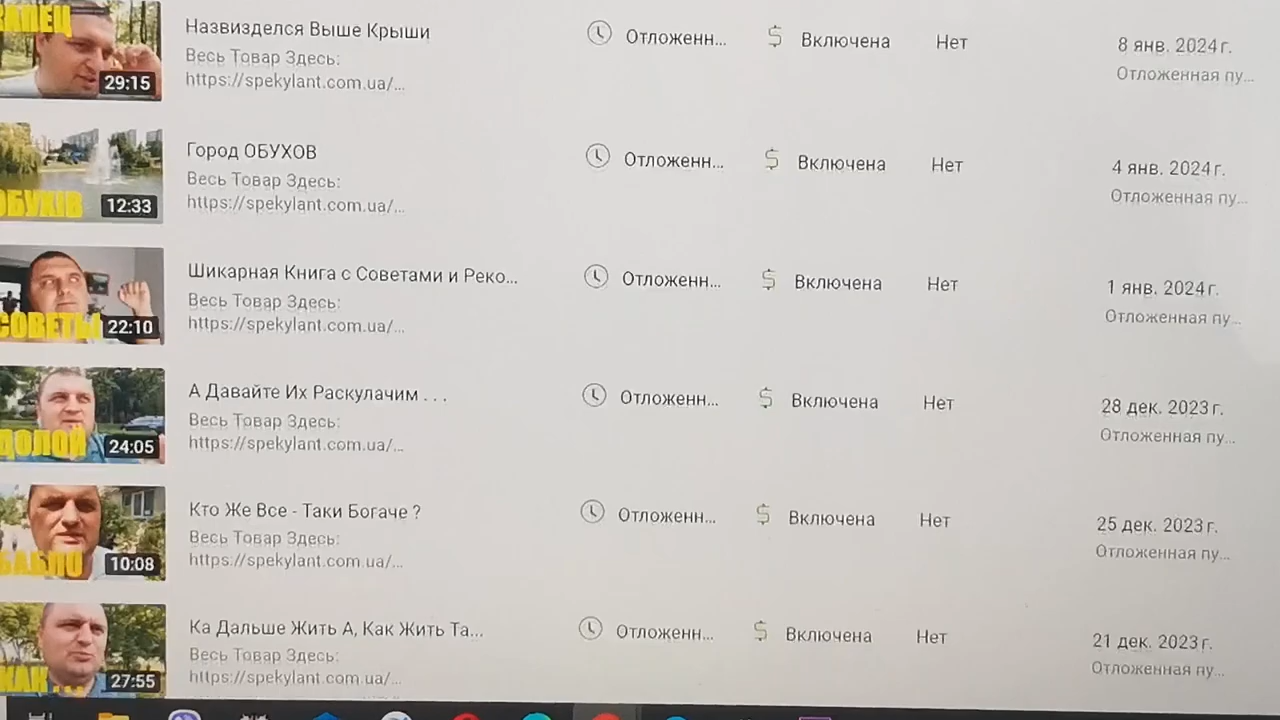 КАПЕЦ
29:15
Назвизделся Выше Крыши
Весь Товар Здесь:
https://spekylant.com.ua/...
Отложенн...
$ Включена
Нет
8 янв. 2024 г.
Отложенная пу...
ОБУХІВ
12:33
Город ОБУХОВ
Весь Товар Здесь:
https://spekylant.com.ua/...
Отложенн...
$ Включена
Нет
4 янв. 2024 г.
Отложенная пу...
СОВЕТЫ
22:10
Шикарная Книга с Советами и Реко...
Весь Товар Здесь:
https://spekylant.com.ua/...
Отложенн...
$ Включена
Нет
1 янв. 2024 г.
Отложенная пу...
ДОЛОЙ
24:05
А Давайте Их Раскулачим . . .
Весь Товар Здесь:
https://spekylant.com.ua/...
Отложенн...
$ Включена
Нет
28 дек. 2023 г.
Отложенная пу...
БАБЛО
10:08
Кто Же Все - Таки Богаче ?
Весь Товар Здесь:
https://spekylant.com.ua/...
Отложенн...
$ Включена
Нет
25 дек. 2023 г.
Отложенная пу...
КАК...
27:55
Ка Дальше Жить А, Как Жить Та...
Весь Товар Здесь:
https://spekylant.com.ua/...
Отложенн...
$ Включена
Нет
21 дек. 2023 г.
Отложенная пу...